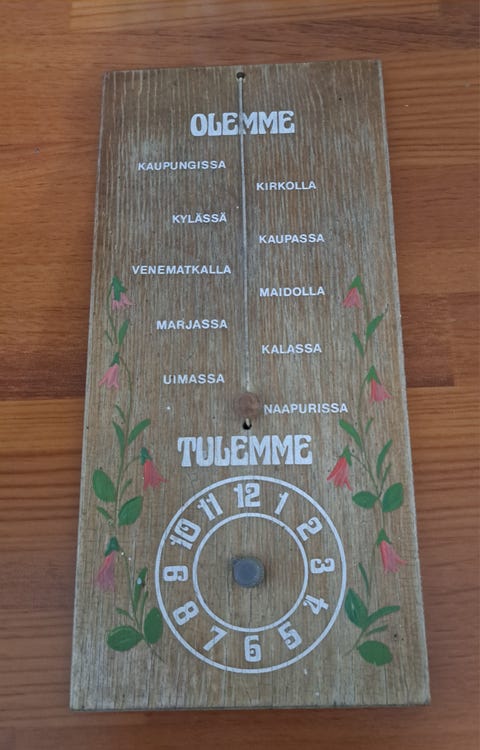 OLEMME
KAUPUNGISSA
KIRKOLLA
KYLÄSSÄ
KAUPASSA
VENEMATKALLA
MAIDOLLA
MARJASSA
KALASSA
UIMASSA
NAAPURISSA
TULEMME
12
1
2
3
4
5
6
7
8
9
10
11